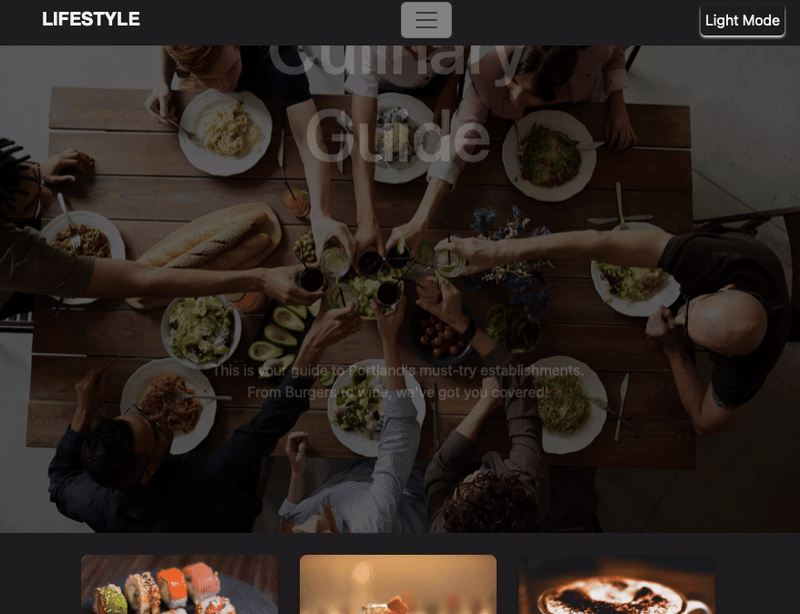 LIFESTYLE
Light Mode
Culinary
Guide
This is your guide to Portland's must-try establishments.
From Burgers to wine, we've got you covered!